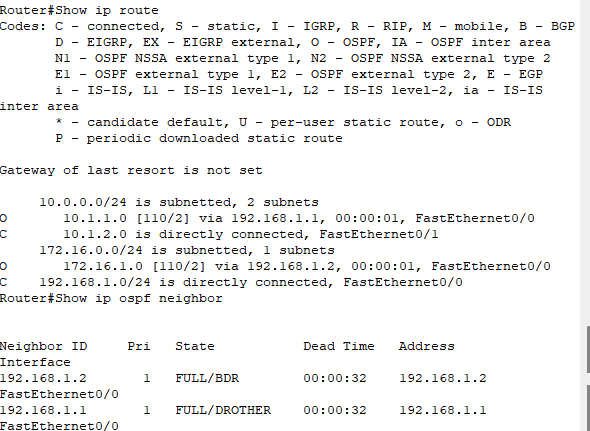 Router#Show ip route
Codes: C - connected, S - static, I - IGRP, R - RIP, M - mobile, B - BGP
D - EIGRP, EX - EIGRP external, O - OSPF, IA - OSPF inter area
N1 - OSPF NSSA external type 1, N2 - OSPF NSSA external type 2
E1 - OSPF external type 1, E2 - OSPF external type 2, E - EGP
i - IS-IS, L1 - IS-IS level-1, L2 - IS-IS level-2, ia - IS-IS
inter area
* - candidate default, U - per-user static route, o - ODR
P - periodic downloaded static route
Gateway of last resort is not set
10.0.0.0/24 is subnetted, 2 subnets
O 10.1.1.0 [110/2] via 192.168.1.1, 00:00:01, FastEthernet0/0
C 10.1.2.0 is directly connected, FastEthernet0/1
172.16.0.0/24 is subnetted, 1 subnets
O 172.16.1.0 [110/2] via 192.168.1.2, 00:00:01, FastEthernet0/0
C 192.168.1.0/24 is directly connected, FastEthernet0/0
Router#Show ip ospf neighbor
Neighbor ID Pri State Dead Time Address
Interface
192.168.1.2 1 FULL/BDR 00:00:32 192.168.1.2
FastEthernet0/0
192.168.1.1 1 FULL/DROTHER 00:00:32 192.168.1.1
FastEthernet0/0